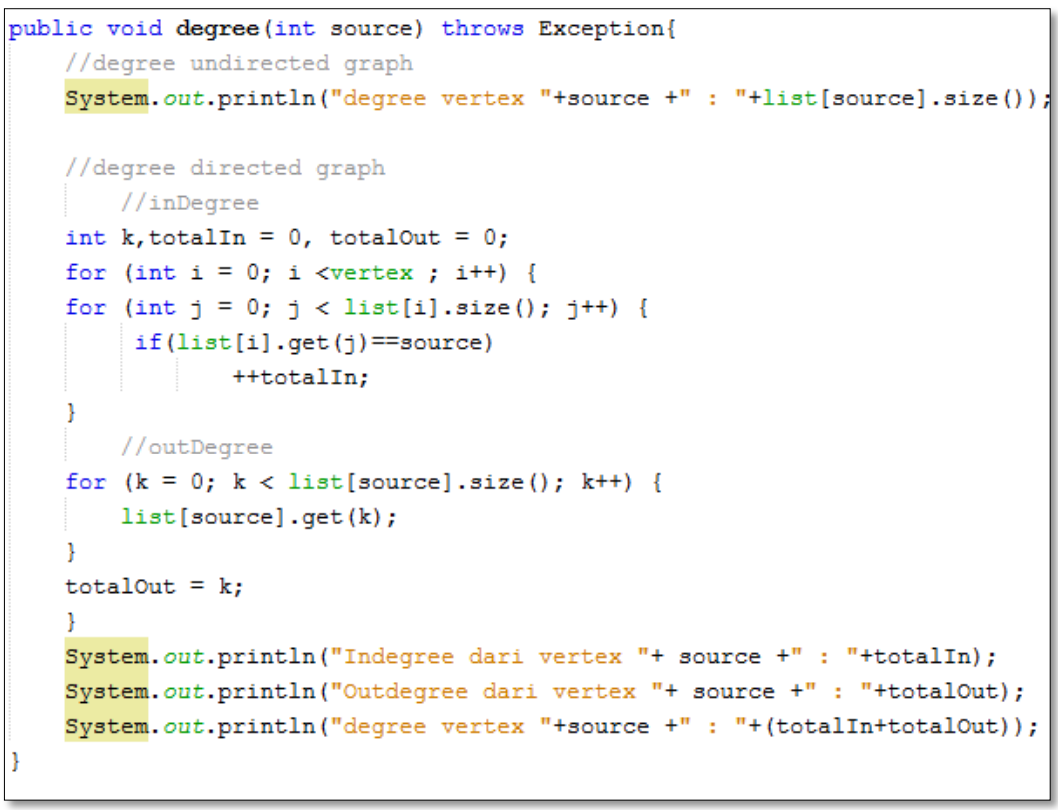 public void degree(int source) throws Exception{
    //degree undirected graph
    System.out.println("degree vertex "+source +" : "+list[source].size());

    //degree directed graph
        //inDegree
    int k,totalIn = 0, totalOut = 0;
    for (int i = 0; i <vertex ; i++) {
    for (int j = 0; j < list[i].size(); j++) {
         if(list[i].get(j)==source)
                ++totalIn;
    }
        //outDegree
    for (k = 0; k < list[source].size(); k++) {
        list[source].get(k);
    }
    totalOut = k;
    }
    System.out.println("Indegree dari vertex "+ source +" : "+totalIn);
    System.out.println("Outdegree dari vertex "+ source +" : "+totalOut);
    System.out.println("degree vertex "+source +" : "+(totalIn+totalOut));
}